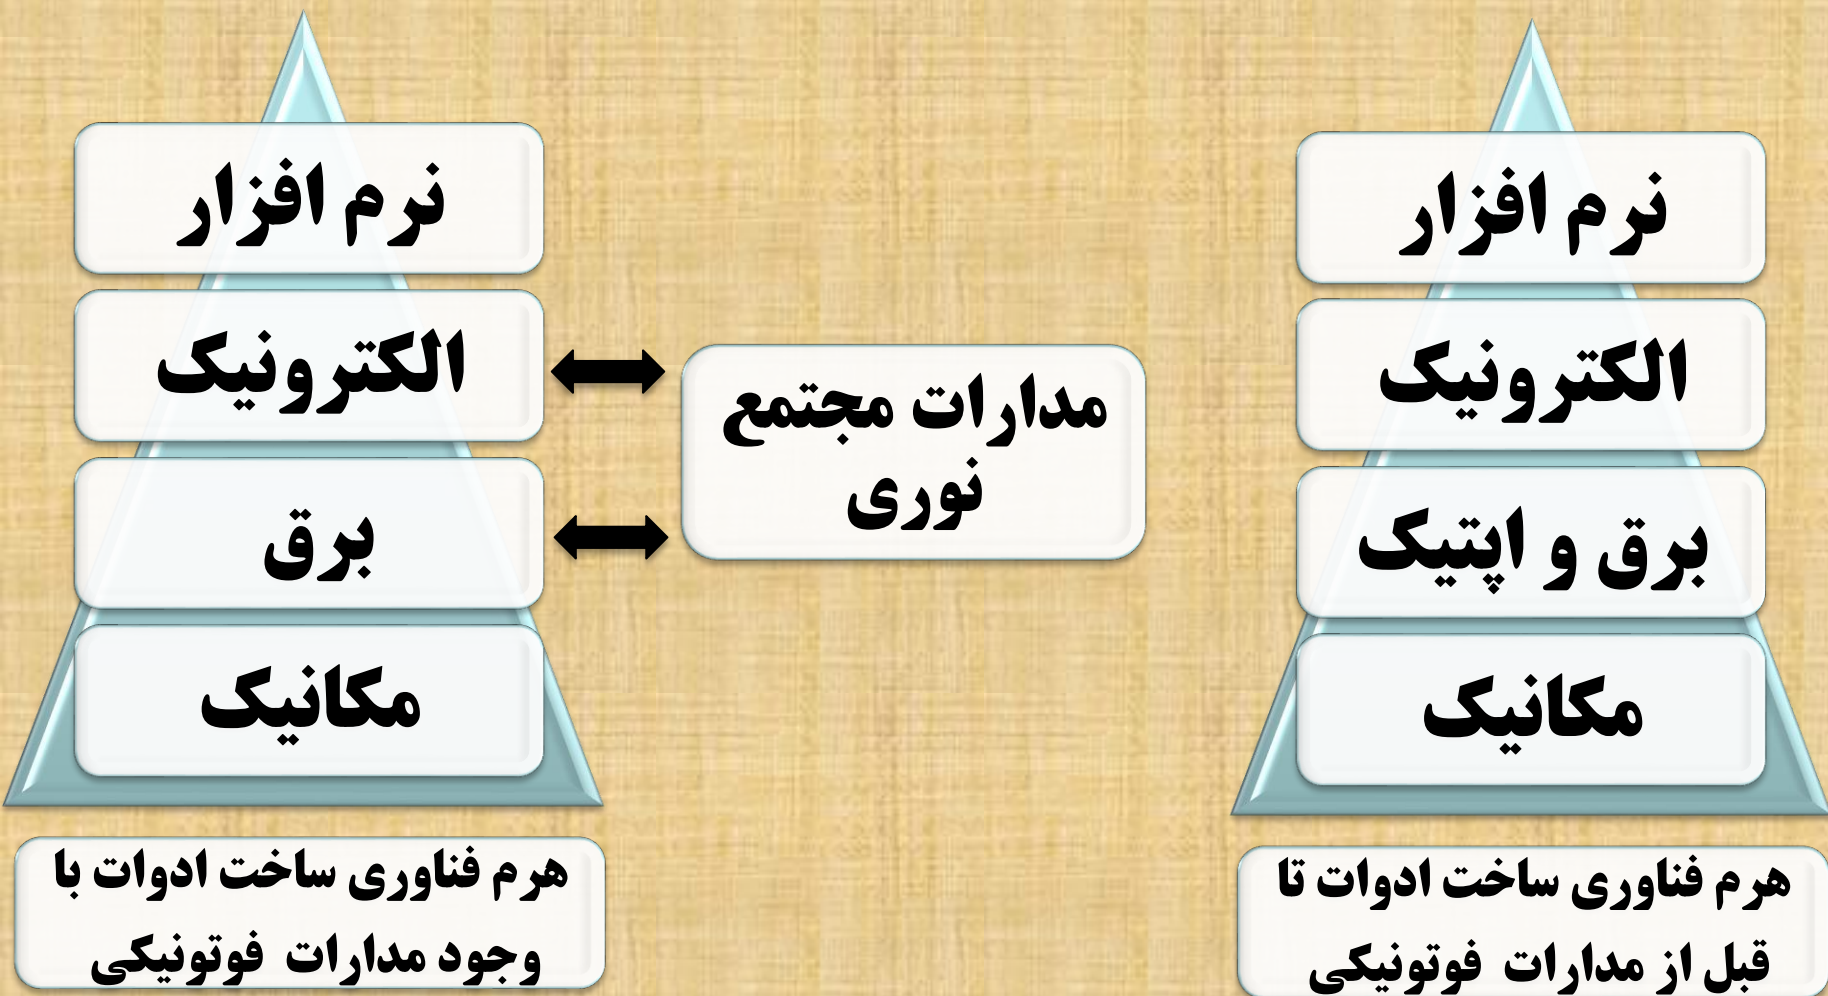 نرم افزار
الکترونیک
برق و اپتیک
مکانیک
هرم فناوری ساخت ادوات تا
قبل از مدارات فوتونیکی
مدارات مجتمع
نوری
نرم افزار
الکترونیک
برق
مکانیک
هرم فناوری ساخت ادوات با
وجود مدارات فوتونیکی